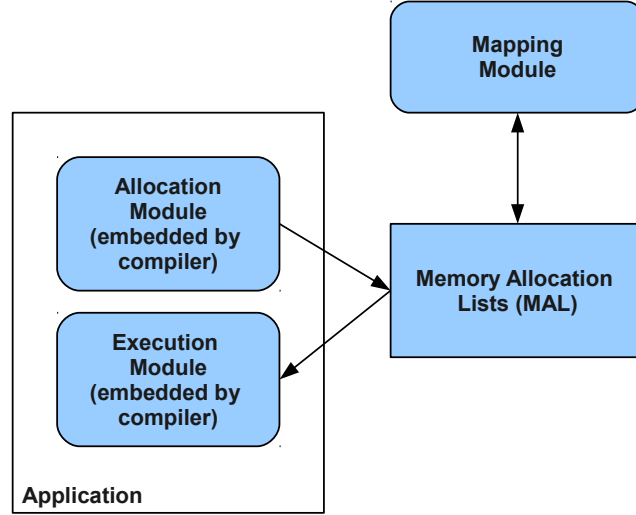 Mapping
Module
Allocation
Module
(embedded by
compiler)
Memory Allocation
Lists (MAL)
Execution
Module
(embedded by
compiler)
Application